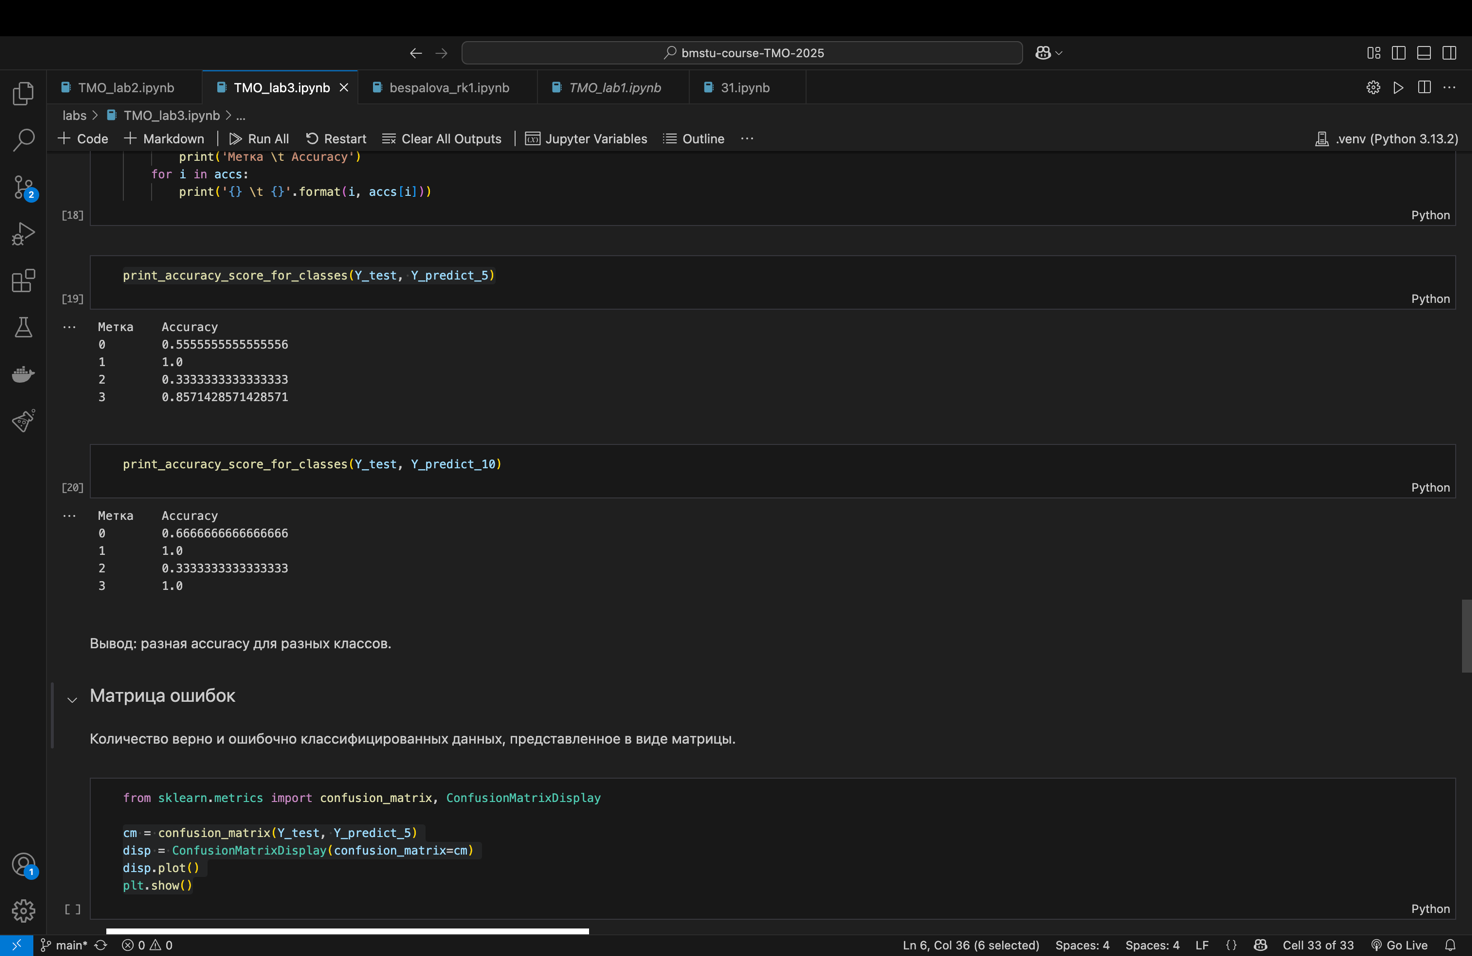 bmstu-course-TMO-2025
TMO_lab2.ipynb
TMO_lab3.ipynb
bespalova_rk1.ipynb
TMO_lab1.ipynb
31.ipynb
labs > TMO_lab3.ipynb > ...
+ Code + Markdown | Run All Restart Clear All Outputs | Jupyter Variables Outline ...
.venv (Python 3.13.2)
print('Метка \t Accuracy')
for i in accs:
print('{} \t {}'.format(i, accs[i]))
[18]
Python
print_accuracy_score_for_classes(Y_test, Y_predict_5)
[19]
Python
... Метка Accuracy
0 0.5555555555555556
1 1.0
2 0.3333333333333333
3 0.8571428571428571
print_accuracy_score_for_classes(Y_test, Y_predict_10)
[20]
Python
... Метка Accuracy
0 0.6666666666666666
1 1.0
2 0.3333333333333333
3 1.0
Вывод: разная accuracy для разных классов.
Матрица ошибок
Количество верно и ошибочно классифицированных данных, представленное в виде матрицы.
from sklearn.metrics import confusion_matrix, ConfusionMatrixDisplay
cm = confusion_matrix(Y_test, Y_predict_5)
disp = ConfusionMatrixDisplay(confusion_matrix=cm)
disp.plot()
plt.show()
[ ]
Python
2
1
main* 0 0
Ln 6, Col 36 (6 selected) Spaces: 4 Spaces: 4 LF {} Cell 33 of 33 Go Live